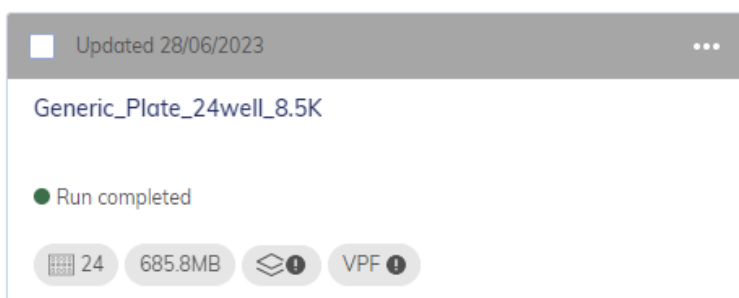 Updated 28/06/2023
Generic_Plate_24well_8.5K
Run completed
24 685.8MB VPF